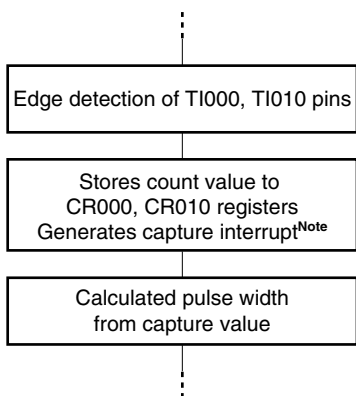 Edge detection of TI000, TI010 pins
Stores count value to
CR000, CR010 registers
Generates capture interruptNote
Calculated pulse width
from capture value